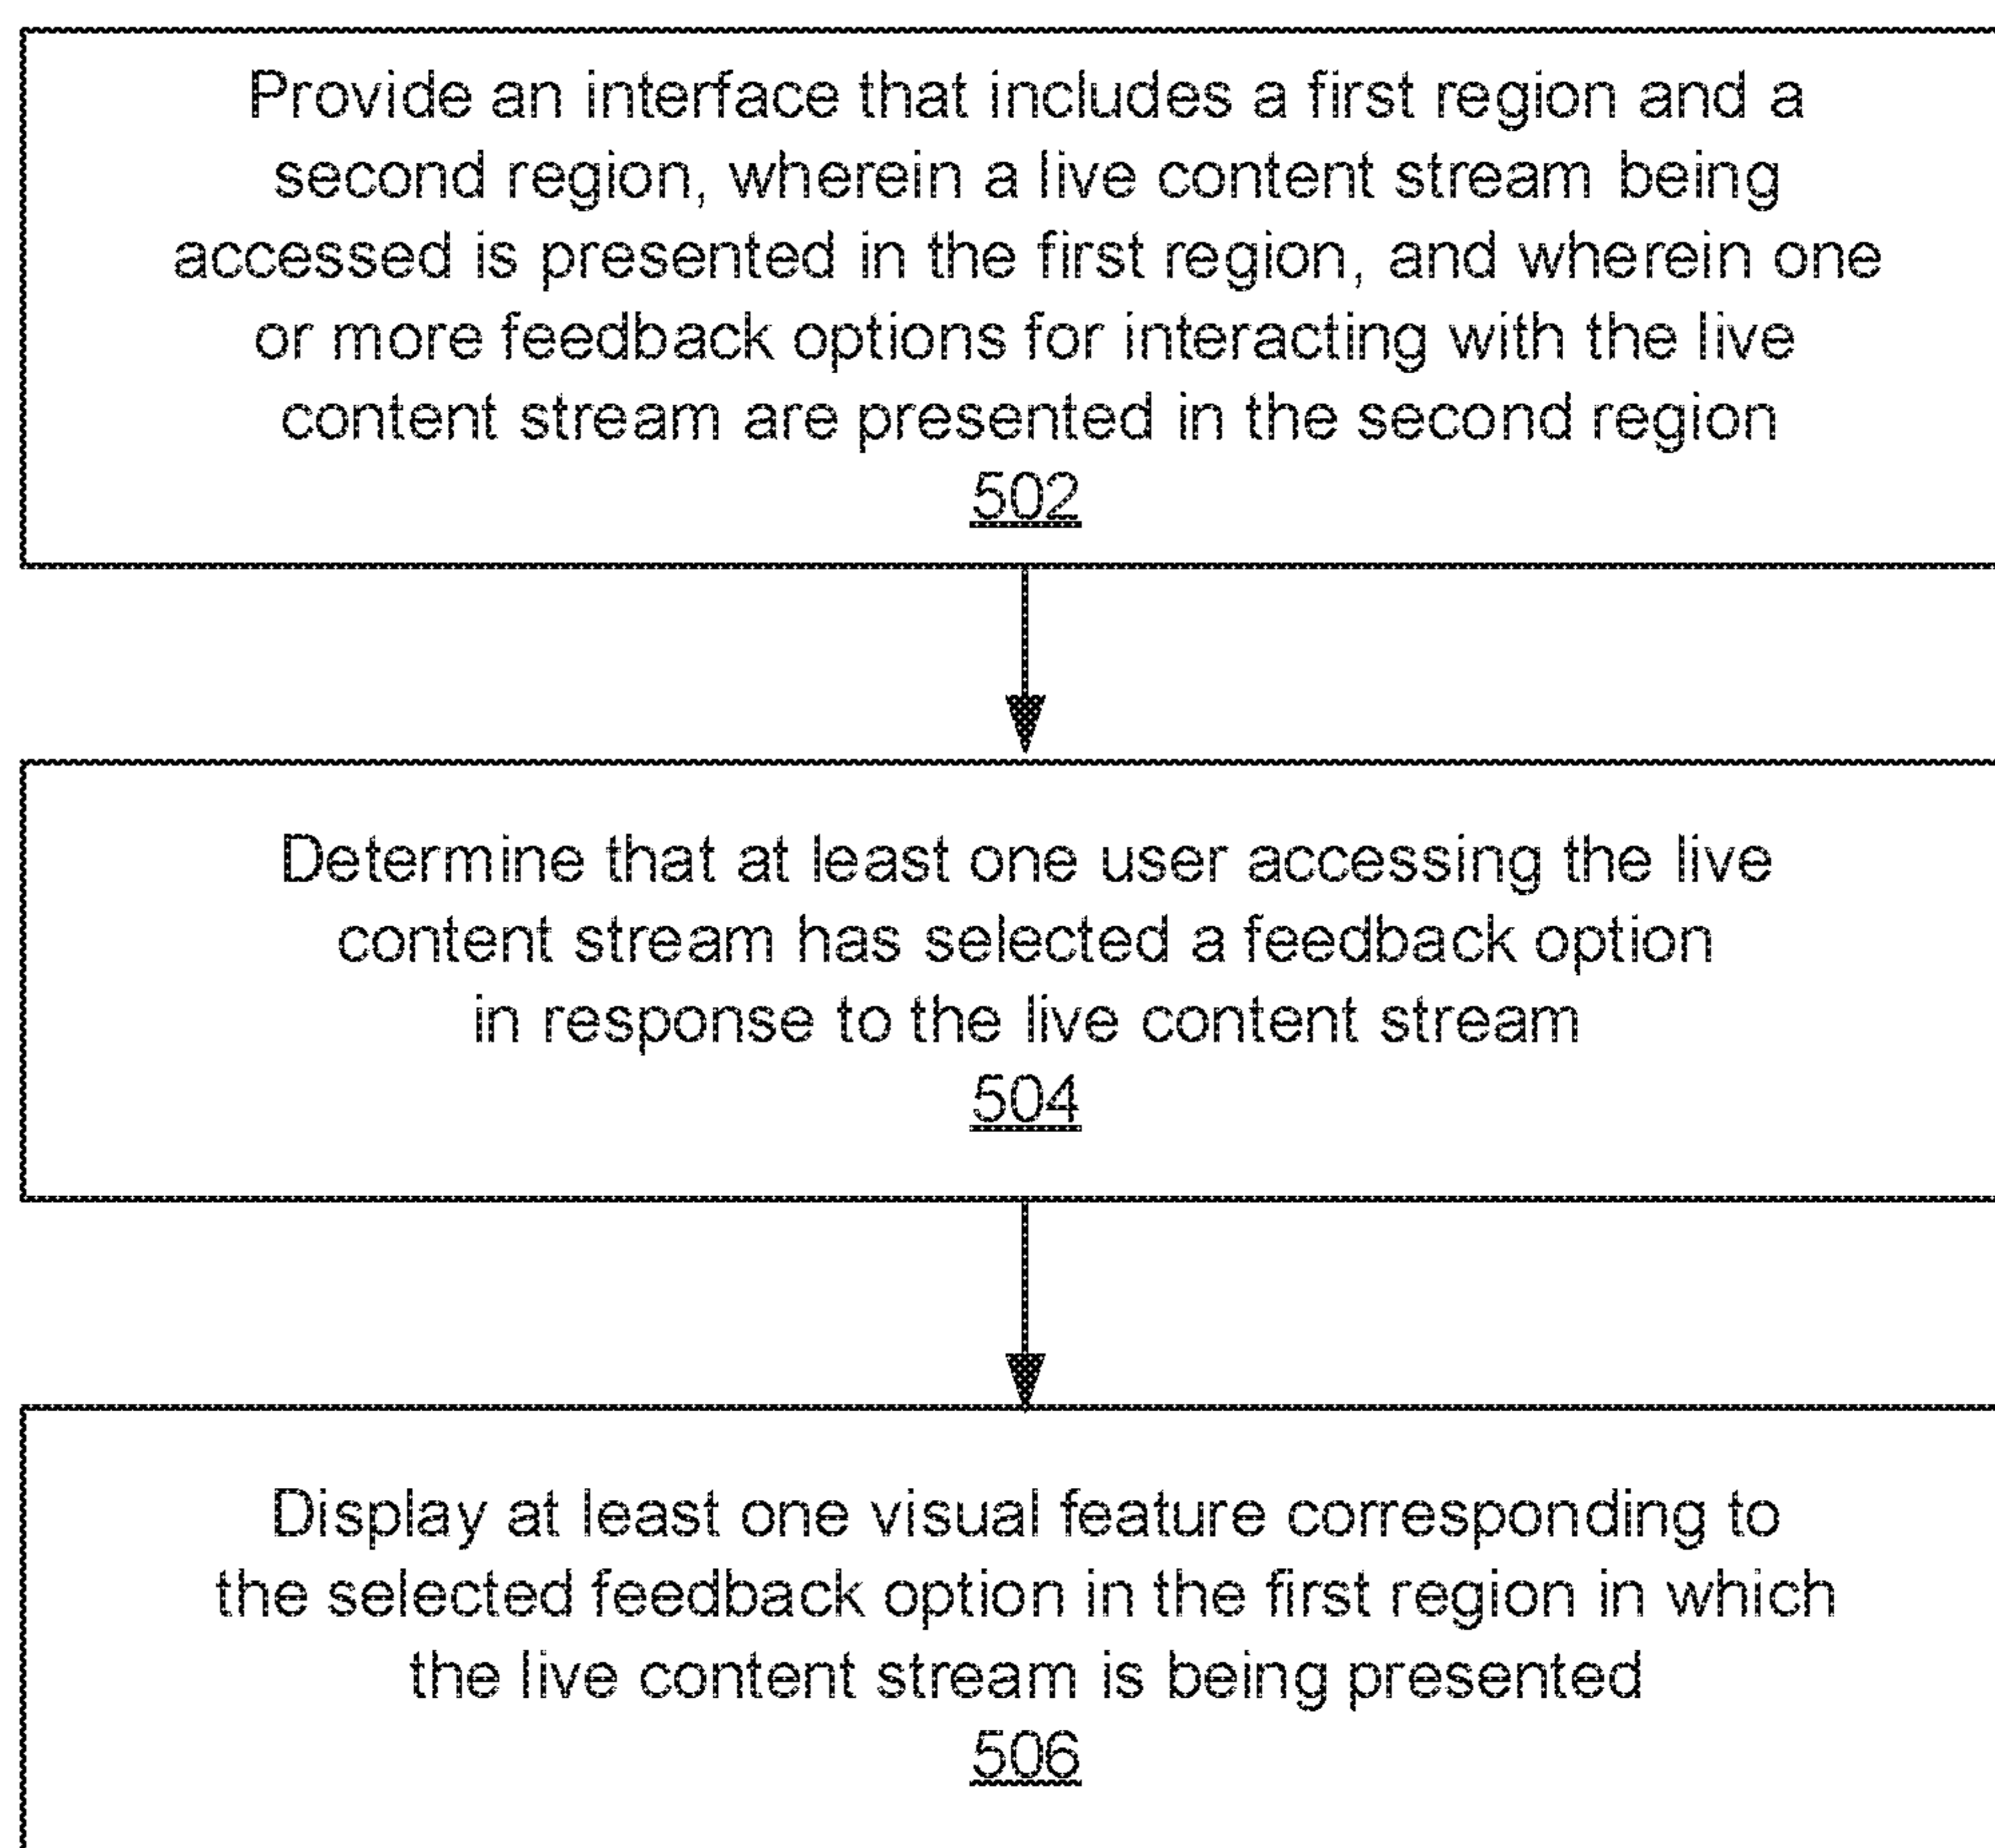 Provide an interface that includes a first region and a
second region, wherein a live content stream being
accessed is presented in the first region, and wherein one
or more feedback options for interacting with the live
content stream are presented in the second region
502
Determine that at least one user accessing the live
content stream has selected a feedback option
in response to the live content stream
504
Display at least one visual feature corresponding to
the selected feedback option in the first region in which
the live content stream is being presented
506